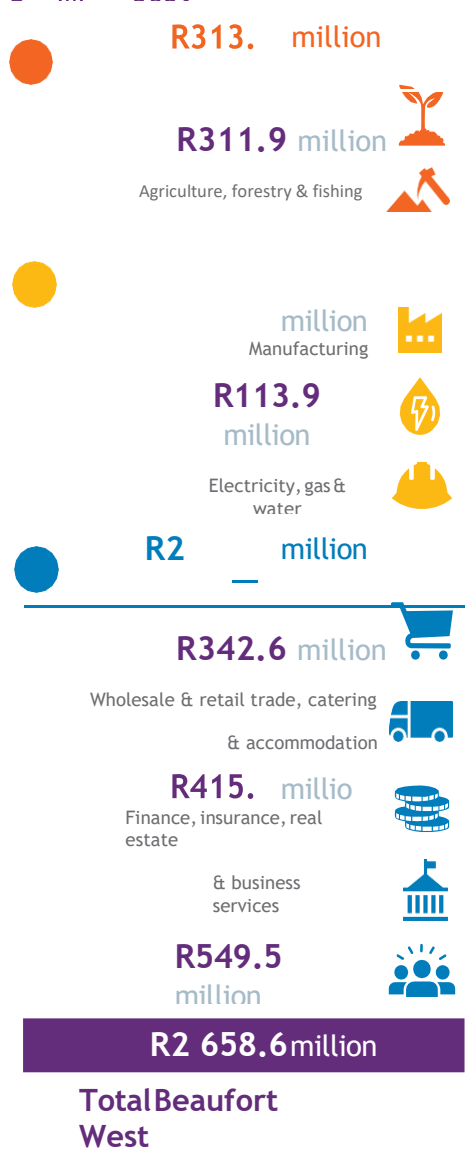 R313. million
R311.9 million
Agriculture, forestry & fishing
million
Manufacturing
R113.9
million
Electricity, gas &
water
R2 million
R342.6 million
Wholesale & retail trade, catering
& accommodation
R415. millio
Finance, insurance, real
estate
& business
services
R549.5
million
R2 658.6 million
Total Beaufort
West